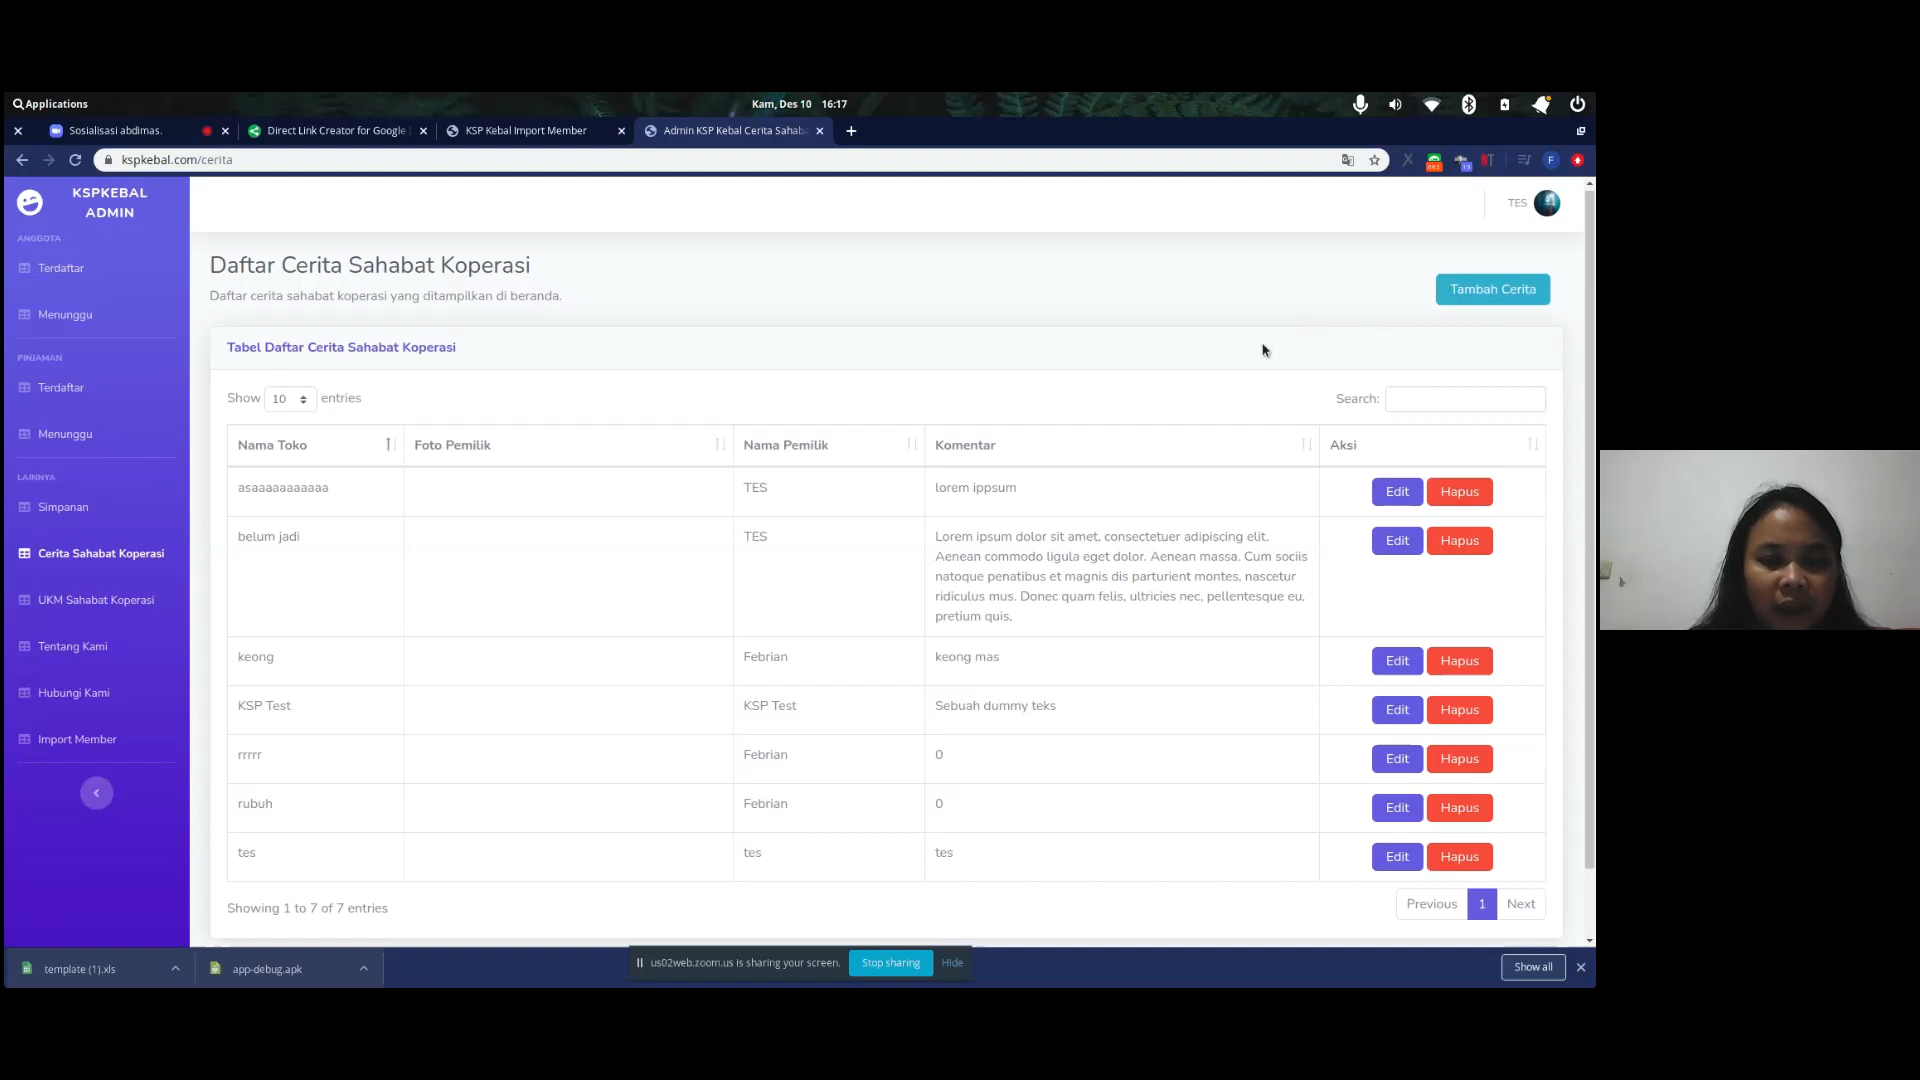 Applications
Kam, Des 10 16:17
Sosialisasi abdimas.
Direct Link Creator for Google
KSP Kebal Import Member
Admin KSP Kebal Cerita Sahab
kspkebal.com/cerita
F
KSPKEBAL
ADMIN
TES
ANGGOTA
Terdaftar
Menunggu
PINJAMAN
Terdaftar
Menunggu
LAINNYA
Simpanan
Cerita Sahabat Koperasi
UKM Sahabat Koperasi
Tentang Kami
Hubungi Kami
Import Member
Daftar Cerita Sahabat Koperasi
Daftar cerita sahabat koperasi yang ditampilkan di beranda.
Tambah Cerita
Tabel Daftar Cerita Sahabat Koperasi
Show 10 entries
Search:
Nama Toko Foto Pemilik Nama Pemilik Komentar Aksi
asaaaaaaaaaaa TES lorem ippsum Edit Hapus
belum jadi TES Lorem ipsum dolor sit amet, consectetuer adipiscing elit. Edit Hapus
Aenean commodo ligula eget dolor. Aenean massa. Cum sociis
natoque penatibus et magnis dis parturient montes, nascetur
ridiculus mus. Donec quam felis, ultricies nec, pellentesque eu,
pretium quis,
keong Febrian keong mas Edit Hapus
KSP Test KSP Test Sebuah dummy teks Edit Hapus
rrrrr Febrian 0 Edit Hapus
rubuh Febrian 0 Edit Hapus
tes tes tes Edit Hapus
Showing 1 to 7 of 7 entries
Previous 1 Next
template (1).xls
app-debug.apk
us02web.zoom.us is sharing your screen.
Stop sharing
Hide
Show all